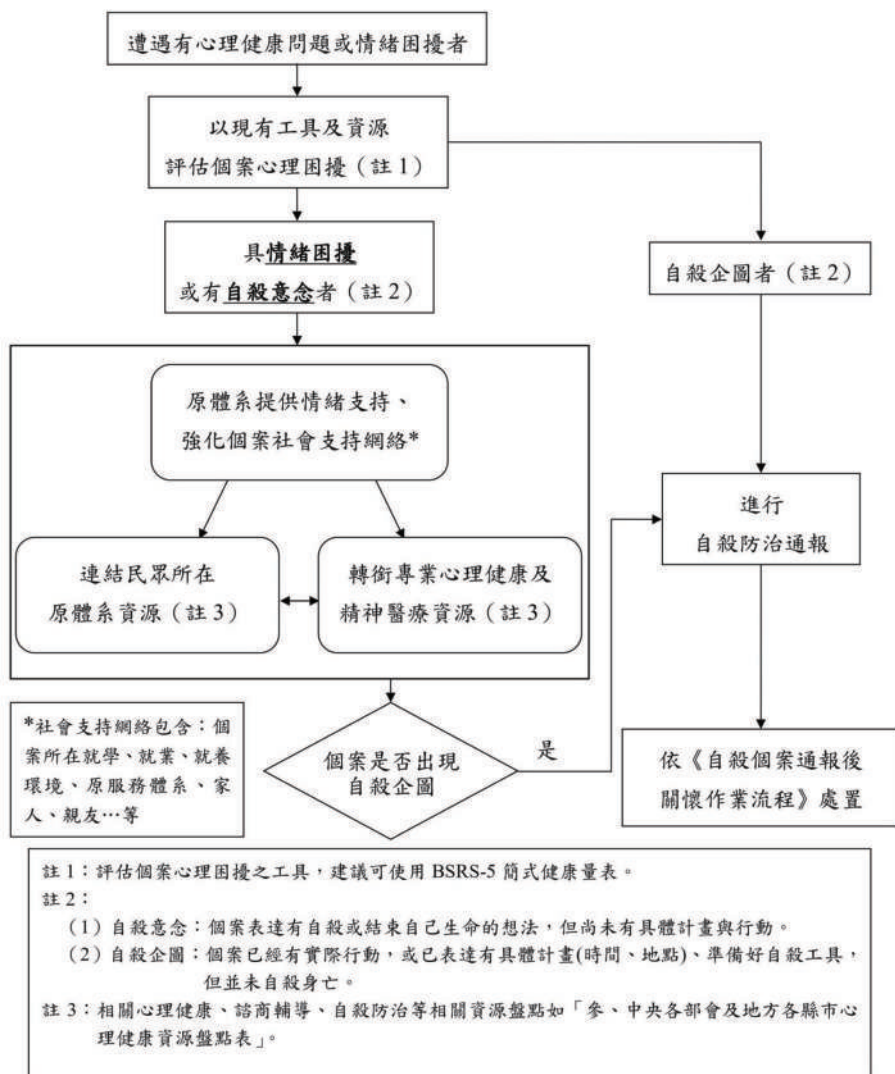 遭遇有心理健康問題或情緒困擾者
以現有工具及資源
評估個案心理困擾（註1）
具情緒困擾
或有自殺意念者（註2）
自殺企圖者（註2）
原體系提供情緒支持、
強化個案社會支持網絡*
連結民眾所在
原體系資源（註3）
轉銜專業心理健康及
精神醫療資源（註3）
進行
自殺防治通報
*社會支持網絡包含：個
案所在就學、就業、就養
環境、原服務體系、家
人、親友…等
個案是否出現
自殺企圖
是
依《自殺個案通報後
關懷作業流程》處置
註1：評估個案心理困擾之工具，建議可使用 BSRS-5 簡式健康量表。
註2：
（1）自殺意念：個案表達有自殺或結束自己生命的想法，但尚未有具體計畫與行動。
（2）自殺企圖：個案已經有實際行動，或已表達有具體計畫(時間、地點)、準備好自殺工具，
但並未自殺身亡。
註3：相關心理健康、諮商輔導、自殺防治等相關資源盤點如「參、中央各部會及地方各縣市心
理健康資源盤點表」。